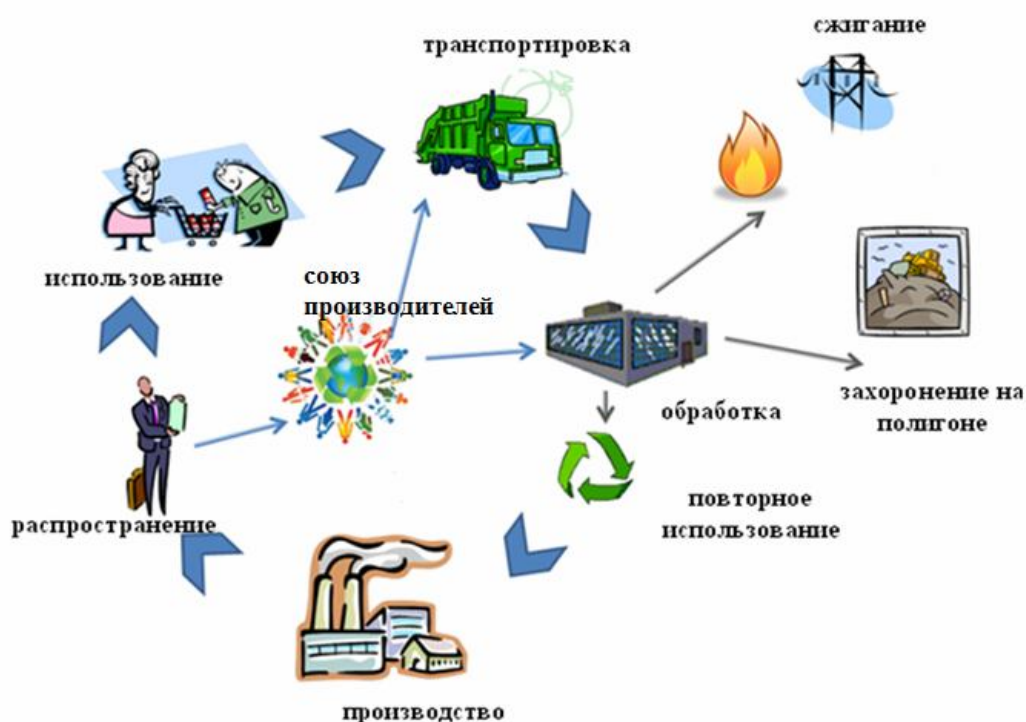 сжигание
транспортировка
использование
союз
производителей
обработка
захоронение на
полигоне
распространение
повторное
использование
производство